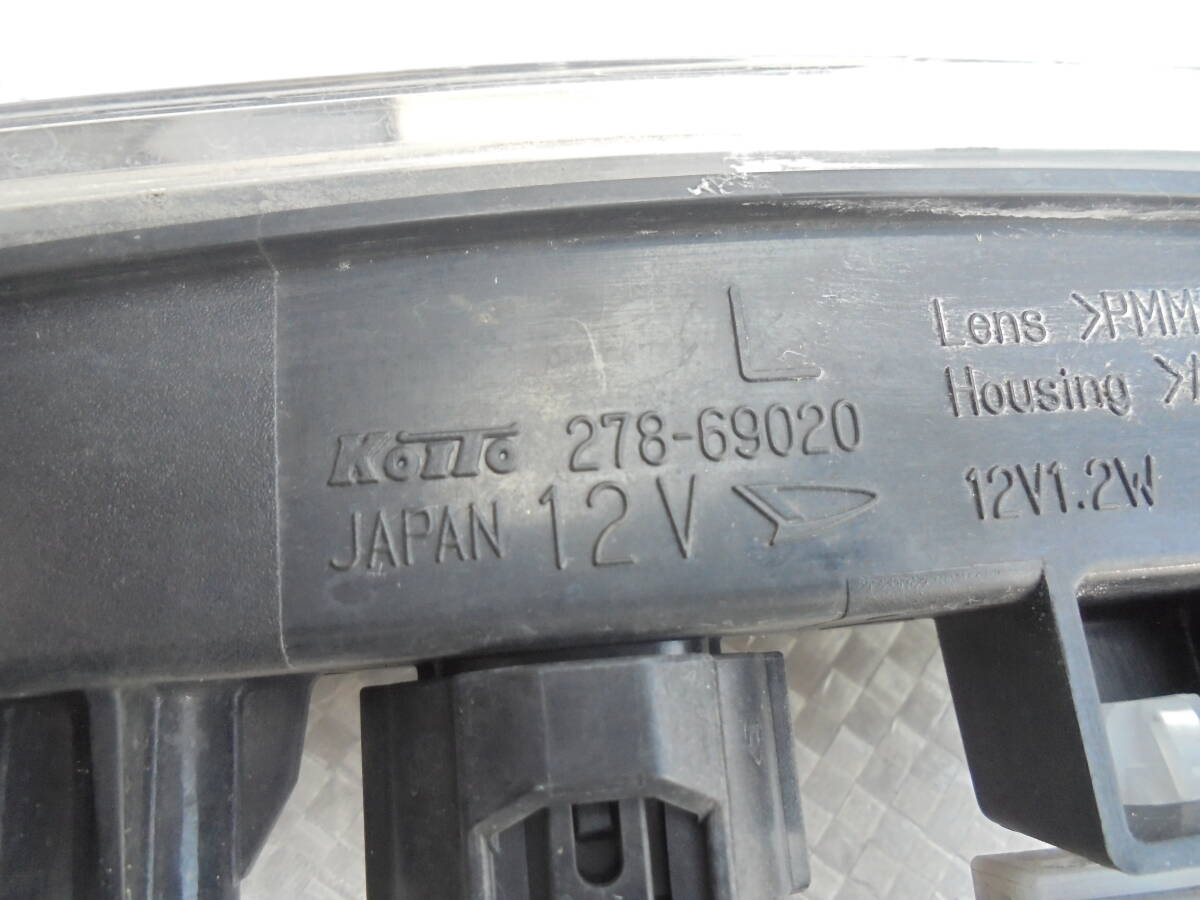 L
Lens >PMM
Housing >
KOITO 278-69020
JAPAN 12V
12V1.2W